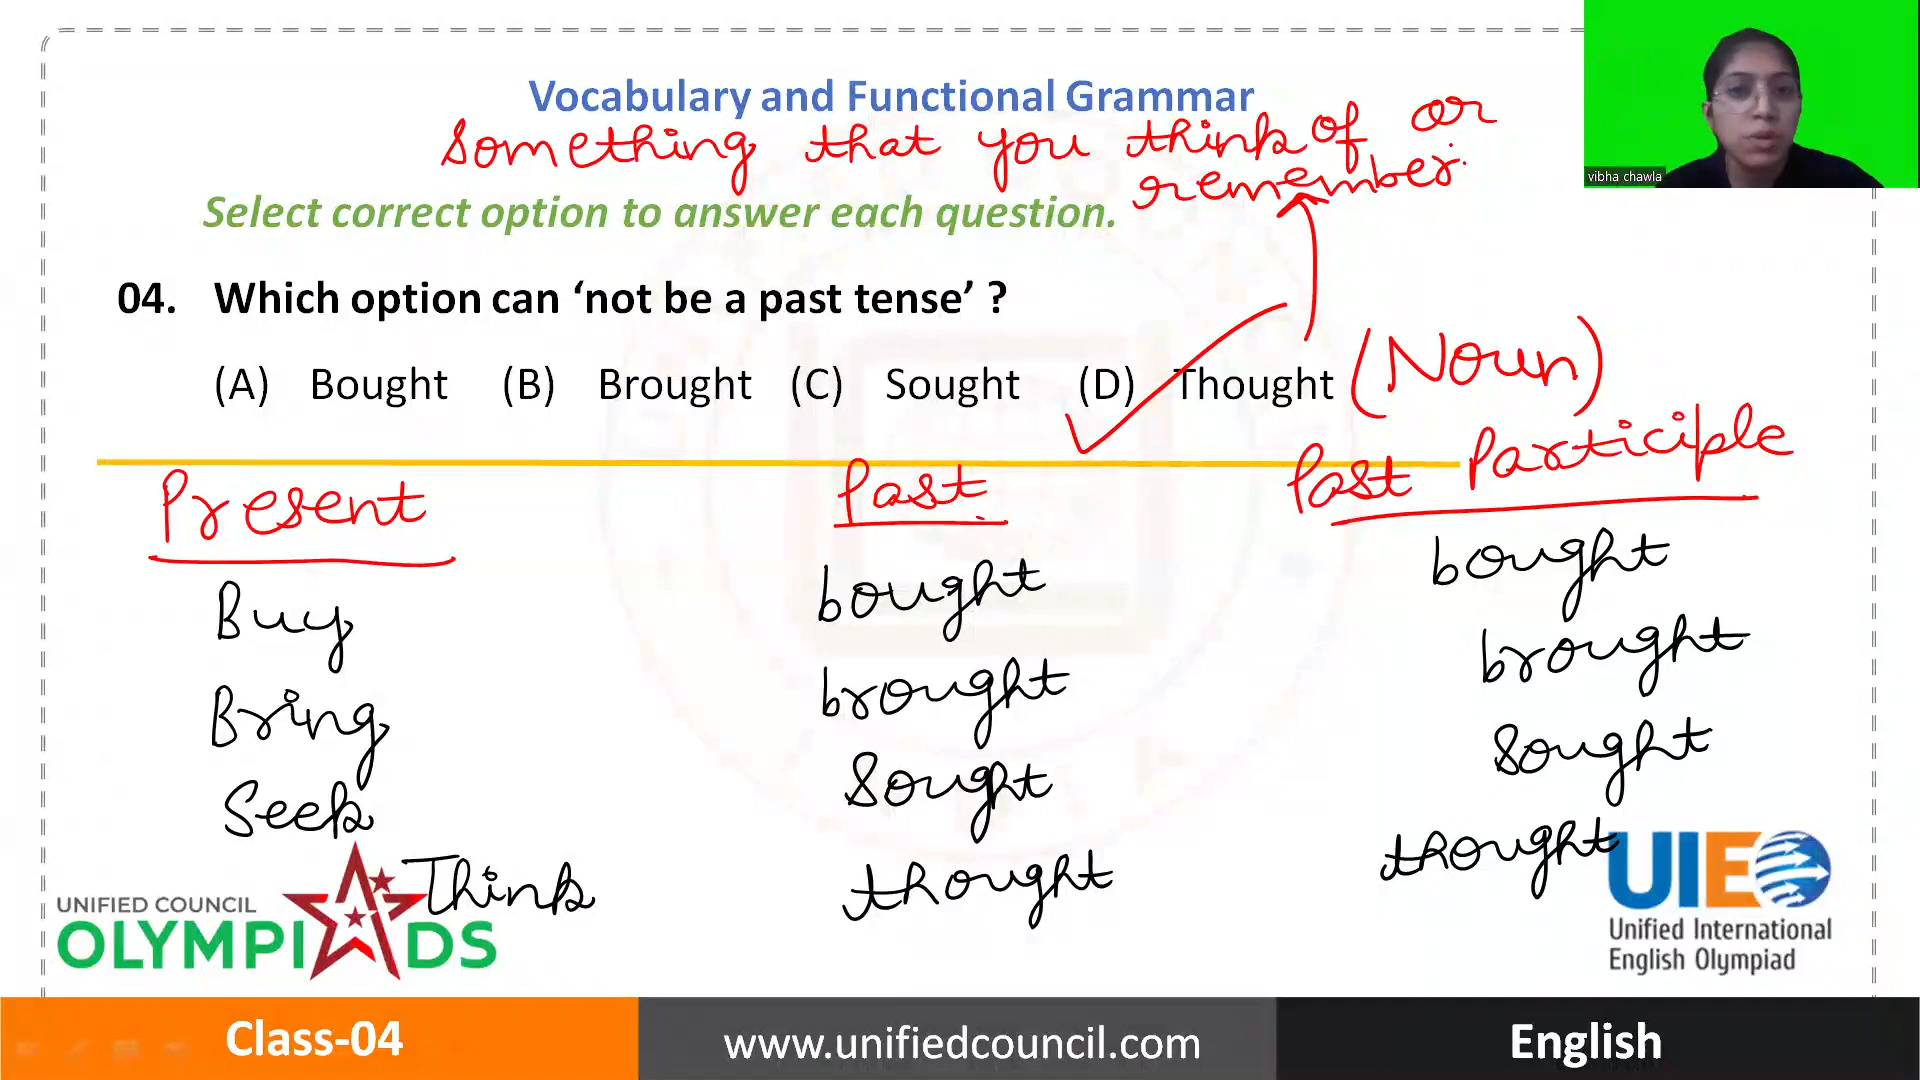 Vocabulary and Functional Grammar
Something that you think of or
remember.
vibha chawla
Select correct option to answer each question.
04. Which option can ‘not be a past tense’ ?
(A) Bought (B) Brought (C) Sought (D) Thought (Noun)
Present Past Past Participle
Buy bought bought
Bring brought brought
Seek Sought Sought
Think thought thought
UNIFIED COUNCIL
OLYMPIADS
UIEO
Unified International
English Olympiad
Class-04 www.unifiedcouncil.com English